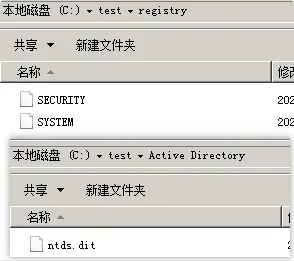 本地磁盘 (C:) ▾ test ▾ registry
共享 ▾ 新建文件夹
名称 修改
SECURITY 202
SYSTEM 202
本地磁盘 (C:) ▾ test ▾ Active Directory
共享 ▾ 新建文件夹
名称
ntds.dit